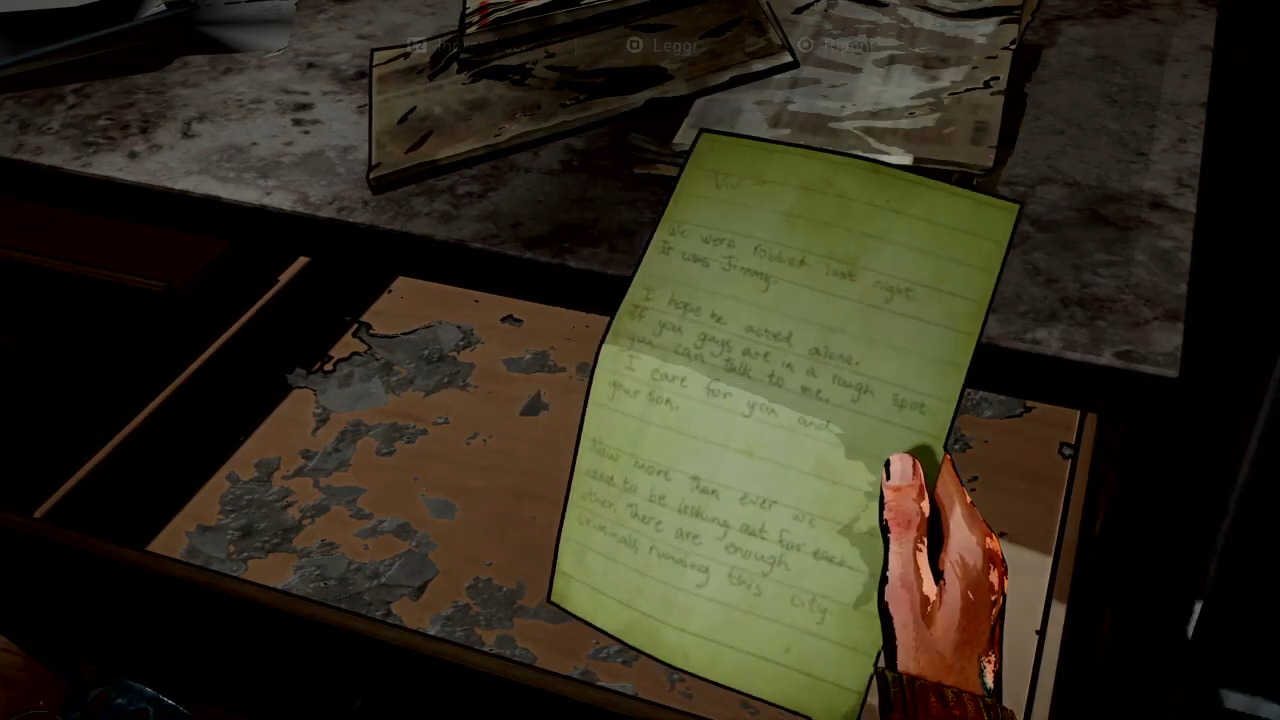 Leggi
Viv
We were robbed last night
It was Jimmy.
I hope he acted alone.
If you guys are in a rough spot
you can talk to me.
I care for you and
your son.
Now more than ever we
need to be looking out for each
other. There are enough
criminals running this city.